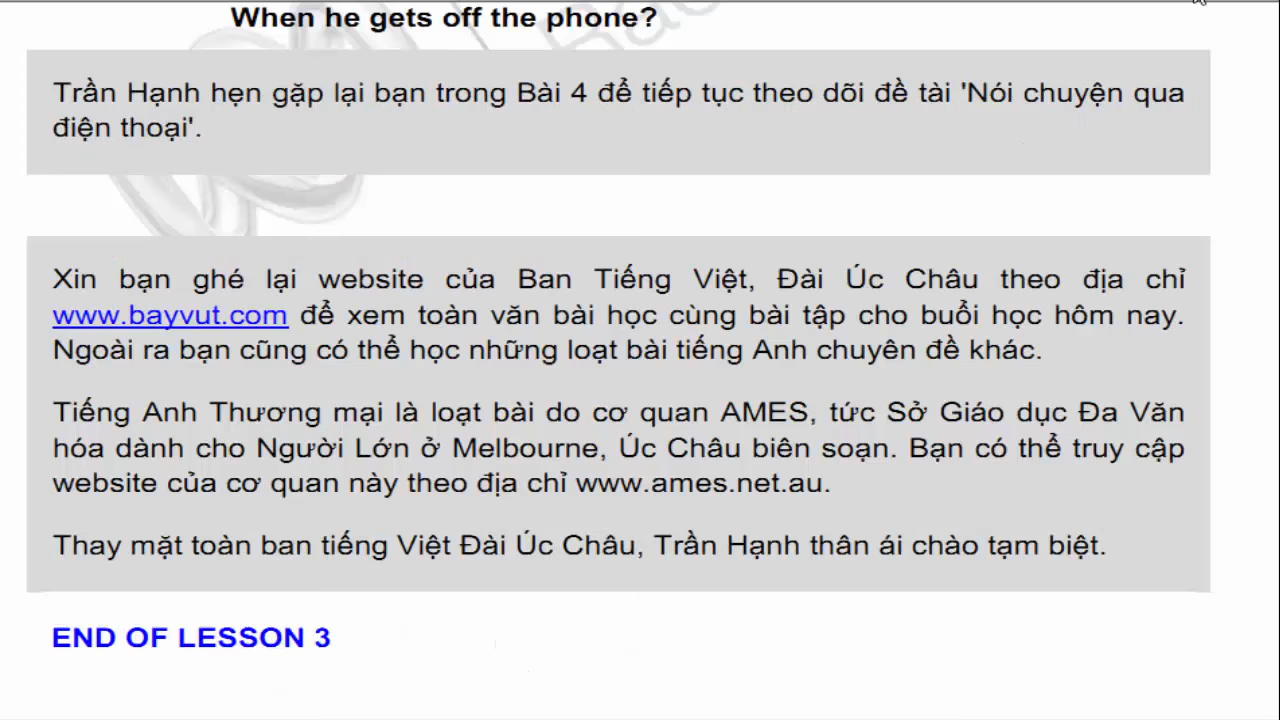 When he gets off the phone?
Trần Hạnh hẹn gặp lại bạn trong Bài 4 để tiếp tục theo dõi đề tài 'Nói chuyện qua
điện thoại'.
Xin bạn ghé lại website của Ban Tiếng Việt, Đài Úc Châu theo địa chỉ
www.bayvut.com để xem toàn văn bài học cùng bài tập cho buổi học hôm nay.
Ngoài ra bạn cũng có thể học những loạt bài tiếng Anh chuyên đề khác.
Tiếng Anh Thương mại là loạt bài do cơ quan AMES, tức Sở Giáo dục Đa Văn
hóa dành cho Người Lớn ở Melbourne, Úc Châu biên soạn. Bạn có thể truy cập
website của cơ quan này theo địa chỉ www.ames.net.au.
Thay mặt toàn ban tiếng Việt Đài Úc Châu, Trần Hạnh thân ái chào tạm biệt.
END OF LESSON 3